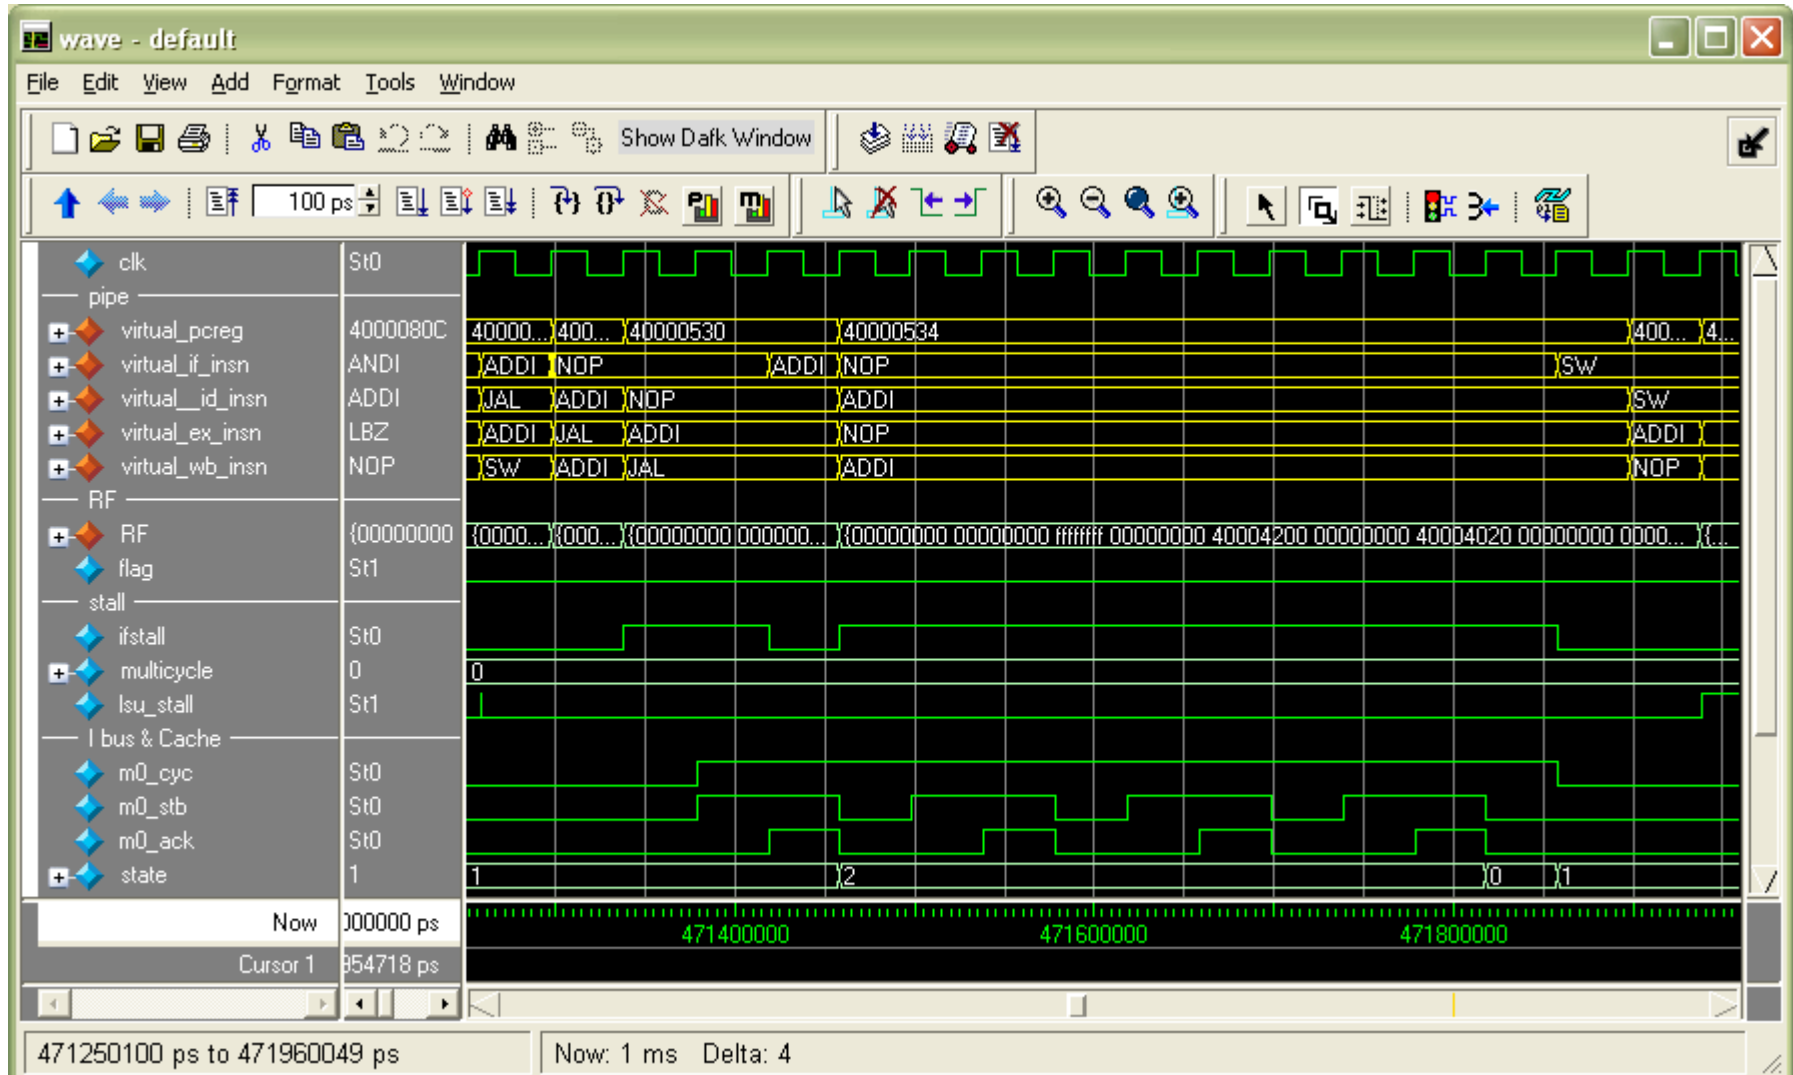 wave - default
File Edit View Add Format Tools Window
Show Dafk Window
100 ps
clk St0
pipe
virtual_pcreg 4000080C 40000... 400... 40000530 40000534 400... 4...
virtual_if_insn ANDI ADDI NOP ADDI NOP SW
virtual__id_insn ADDI JAL ADDI NOP ADDI SW
virtual_ex_insn LBZ ADDI JAL ADDI NOP ADDI
virtual_wb_insn NOP SW ADDI JAL ADDI NOP
RF
RF {00000000 {0000... {000... {00000000 000000... {00000000 00000000 ffffffff 00000000 40004200 00000000 40004020 00000000 0000... {...
flag St1
stall
ifstall St0
multicycle 0 0
lsu_stall St1
I bus & Cache
m0_cyc St0
m0_stb St0
m0_ack St0
state 1 1 2 0 1
Now 000000 ps 471400000 471600000 471800000
Cursor 1 954718 ps
471250100 ps to 471960049 ps Now: 1 ms Delta: 4